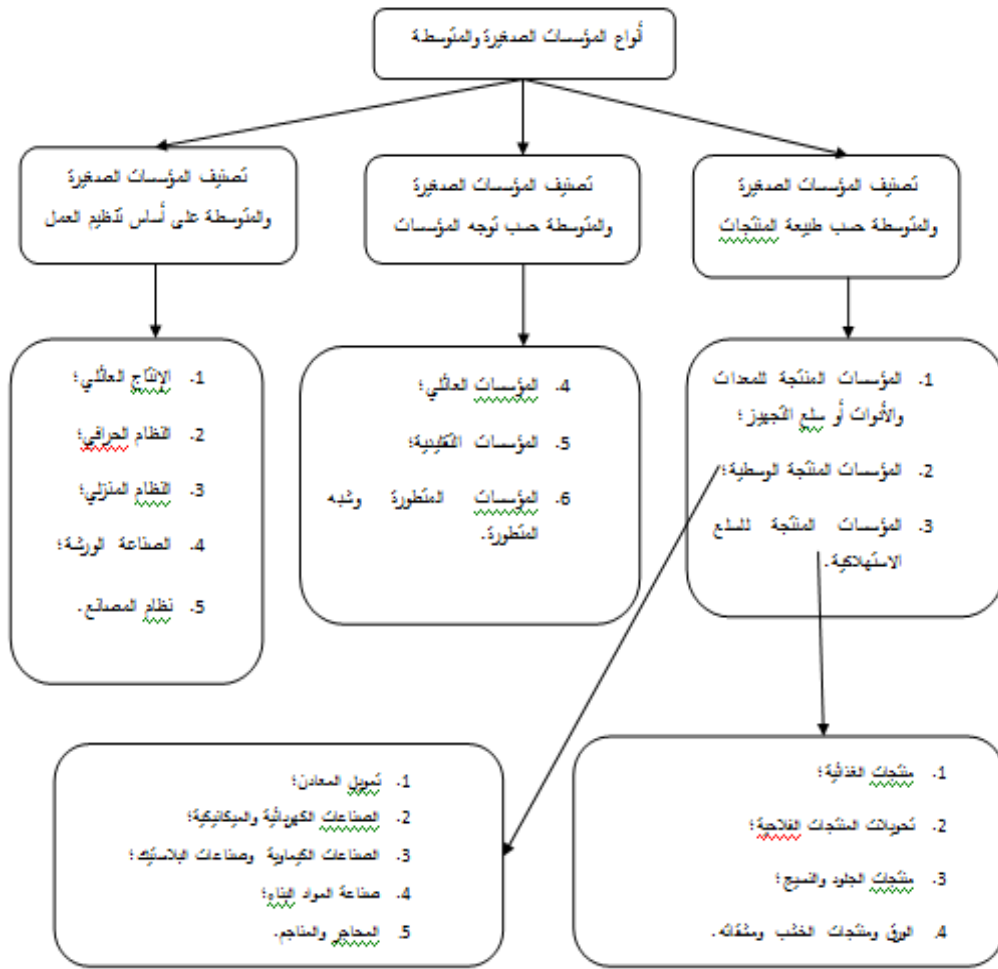 أنواع المؤسسات الصغيرة والمتوسطة
تصنيف المؤسسات الصغيرة
والمتوسطة حسب طبيعة المنتجات
تصنيف المؤسسات الصغيرة
والمتوسطة حسب توجه المؤسسات
تصنيف المؤسسات الصغيرة
والمتوسطة على أساس تنظيم العمل
1. المؤسسات المنتجة للمعدات
والأدوات أو سلع التجهيز؛
2. المؤسسات المنتجة الوسطية؛
3. المؤسسات المنتجة للسلع
الاستهلاكية.
4. المؤسسات العائلي؛
5. المؤسسات التقليدية؛
6. المؤسسات المتطورة وشبه
المتطورة.
1. الإنتاج العائلي؛
2. النظام الحرافي؛
3. النظام المنزلي؛
4. الصناعة الورشة؛
5. نظام المصانع.
1. منتجات الغذائية؛
2. تحويلات المنتجات الفلاحية؛
3. منتجات الجلود والنسيج؛
4. الورق ومنتجات الخشب ومشقاته.
1. تمويل المعادن؛
2. الصناعات الكهربائية والميكانيكية؛
3. الصناعات الكيماوية وصناعات البلاستيك؛
4. صناعة المواد البناء؛
5. المحاجر والمناجم.